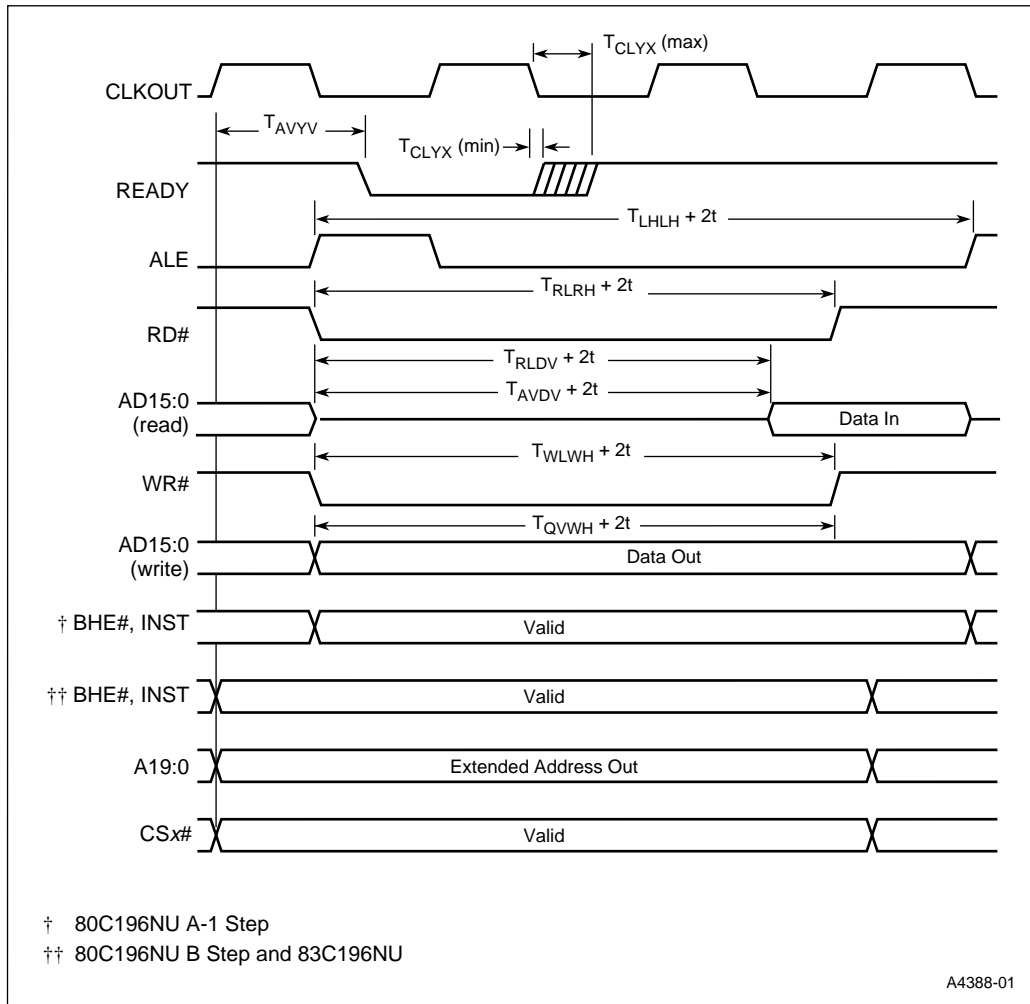 T_CLYX (max)
CLKOUT
T_AVYV
T_CLYX (min)
READY
T_LHLH + 2t
ALE
T_RLRH + 2t
RD#
T_RLDV + 2t
T_AVDV + 2t
AD15:0
(read)
Data In
T_WLWH + 2t
WR#
T_QVWH + 2t
AD15:0
(write)
Data Out
† BHE#, INST
Valid
†† BHE#, INST
Valid
A19:0
Extended Address Out
CSx#
Valid
† 80C196NU A-1 Step
†† 80C196NU B Step and 83C196NU
A4388-01